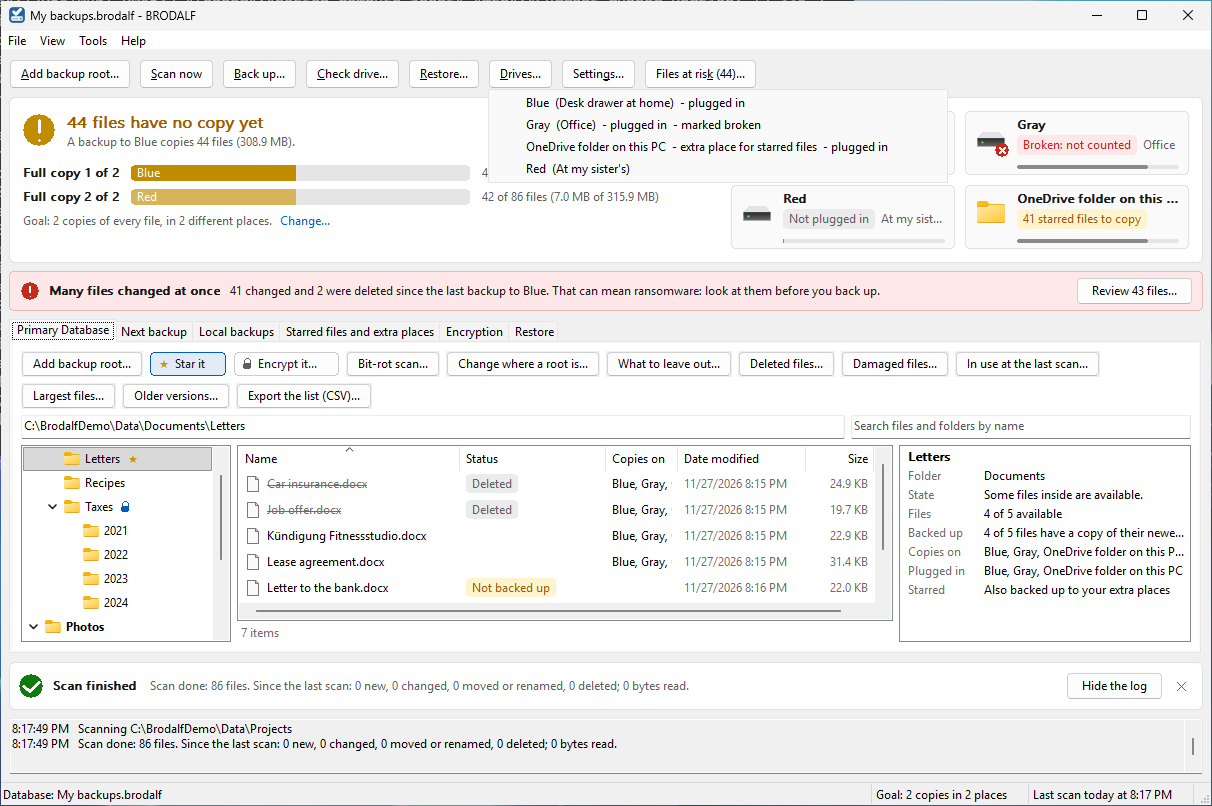 My backups.brodalf - BRODALF
File View Tools Help
Add backup root... Scan now Back up... Check drive... Restore... Drives... Settings... Files at risk (44)...
Blue (Desk drawer at home) - plugged in
Gray (Office) - plugged in - marked broken
OneDrive folder on this PC - extra place for starred files - plugged in
Red (At my sister's)
44 files have no copy yet
A backup to Blue copies 44 files (308.9 MB).
Full copy 1 of 2 Blue 4
Full copy 2 of 2 Red 42 of 86 files (7.0 MB of 315.9 MB)
Goal: 2 copies of every file, in 2 different places. Change...
Gray
Broken: not counted Office
Red
Not plugged in At my sist...
OneDrive folder on this ...
41 starred files to copy
Many files changed at once 41 changed and 2 were deleted since the last backup to Blue. That can mean ransomware: look at them before you back up. Review 43 files...
Primary Database Next backup Local backups Starred files and extra places Encryption Restore
Add backup root... Star it Encrypt it... Bit-rot scan... Change where a root is... What to leave out... Deleted files... Damaged files... In use at the last scan...
Largest files... Older versions... Export the list (CSV)...
C:\BrodalfDemo\Data\Documents\Letters Search files and folders by name
Letters
Recipes
Taxes
2021
2022
2023
2024
Photos
Name Status Copies on Date modified Size
Car insurance.docx Deleted Blue, Gray, 11/27/2026 8:15 PM 24.9 KB
Job offer.docx Deleted Blue, Gray, 11/27/2026 8:15 PM 19.7 KB
Kündigung Fitnessstudio.docx Blue, Gray, 11/27/2026 8:15 PM 22.9 KB
Lease agreement.docx Blue, Gray, 11/27/2026 8:15 PM 31.4 KB
Letter to the bank.docx Not backed up 11/27/2026 8:16 PM 22.0 KB
7 items
Letters
Folder Documents
State Some files inside are available.
Files 4 of 5 available
Backed up 4 of 5 files have a copy of their newe...
Copies on Blue, Gray, OneDrive folder on this P...
Plugged in Blue, Gray, OneDrive folder on this PC
Starred Also backed up to your extra places
Scan finished Scan done: 86 files. Since the last scan: 0 new, 0 changed, 0 moved or renamed, 0 deleted; 0 bytes read. Hide the log
8:17:49 PM Scanning C:\BrodalfDemo\Data\Projects
8:17:49 PM Scan done: 86 files. Since the last scan: 0 new, 0 changed, 0 moved or renamed, 0 deleted; 0 bytes read.
Database: My backups.brodalf Goal: 2 copies in 2 places Last scan today at 8:17 PM